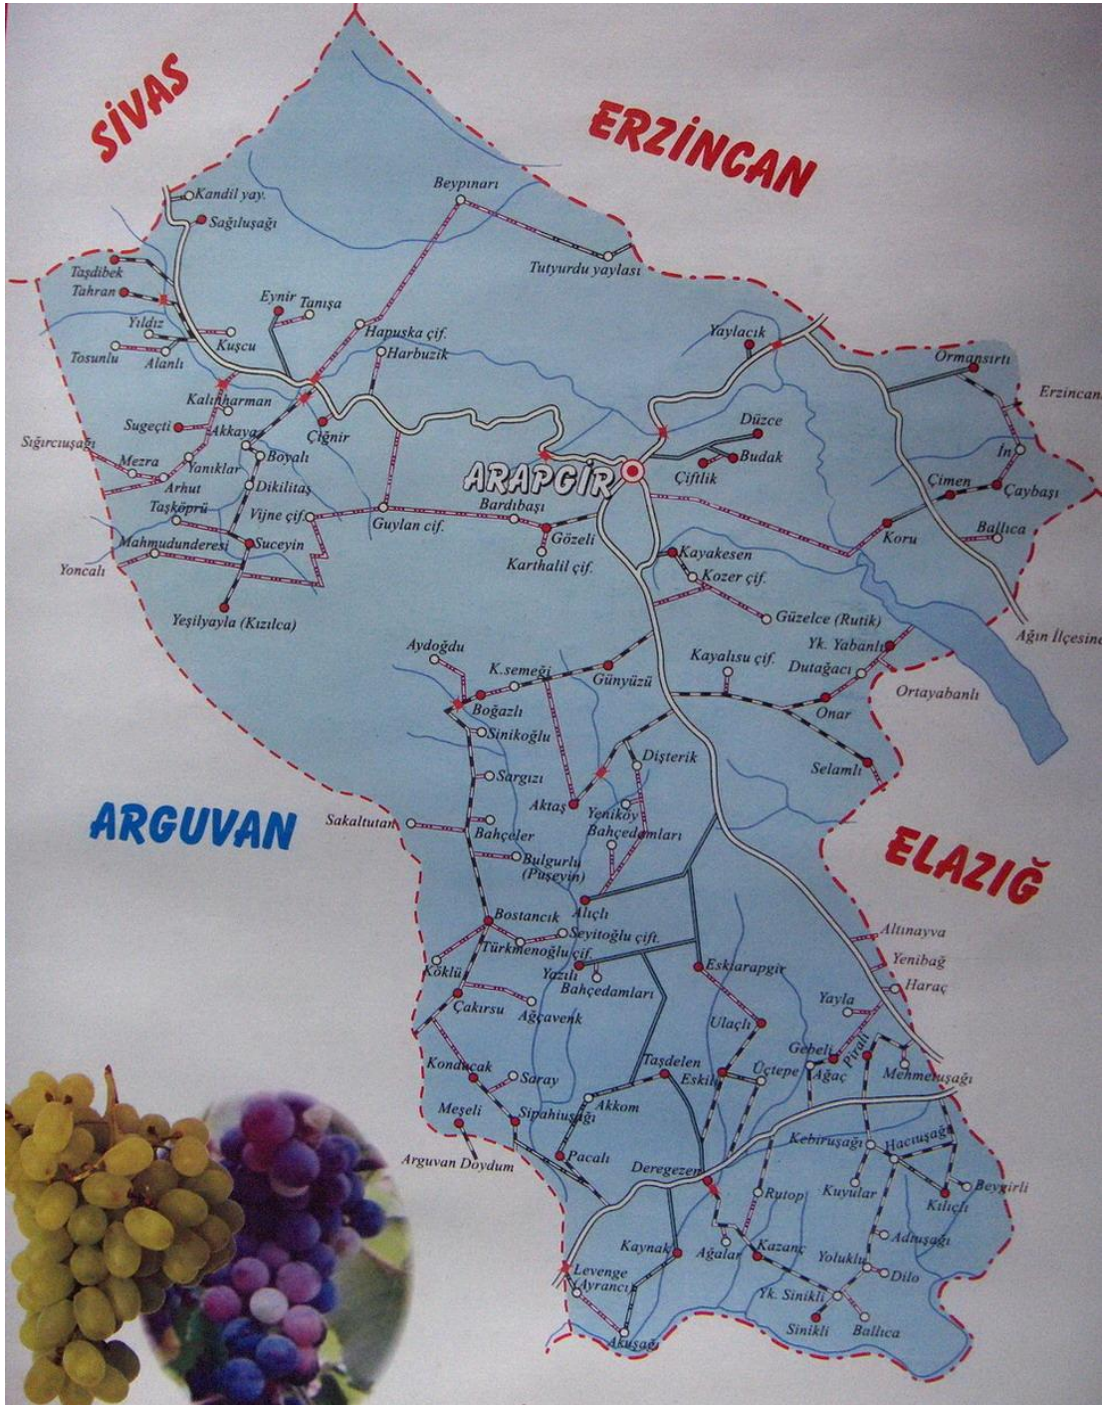 SİVAS
ERZİNCAN
Kandil yay.
Beypınarı
Sağıluşağı
Tutyurdu yaylası
Taşdibek
Tahran
Eynir
Tanışa
Yıldız
Kuşcu
Hapuska çif.
Yaylacık
Tosunlu
Alanlı
Harbuzik
Ormansırtı
Erzincan
Kalınharman
Sugeçti
Akkaya
Çiğnir
Düzce
Sığırcıuşağı
Mezra
Yanıklar
Boyalı
Budak
Çiftlik
İn
ARAPGİR
Arhut
Dikilitaş
Çimen
Çaybaşı
Taşköprü
Vijne çif.
Guylan cif.
Bardıbaşı
Gözeli
Koru
Ballıca
Mahmudunderesi
Suceyin
Karthalil çif.
Kayakesen
Yoncalı
Kozer çif.
Yeşilyayla (Kızılca)
Güzelce (Rutik)
Ağın İlçesine
Aydoğdu
Yk. Yabanlı
K.semeği
Günyüzü
Kayalısu çif.
Dutağacı
Ortayabanlı
Boğazlı
Onar
Sinikoğlu
Dişterik
Selamlı
Sargızı
Aktaş
Yeniköy
ARGUVAN
Sakaltutan
Bahçeler
Bahçedamları
ELAZIĞ
Bulgurlu
(Puşeyin)
Alıçlı
Bostancık
Seyitoğlu çift.
Altınayva
Türkmenoğlu çif.
Yenibağ
Köklü
Yazılı
Eskiarapgir
Bahçedamları
Haraç
Çakırsu
Ağçavenk
Yayla
Ulaçlı
Gebeli
Pirali
Konducak
Taşdelen
Eskili
Üçtepe
Ağaç
Mehmetuşağı
Saray
Akkom
Meşeli
Sipahiuşağı
Kebiruşağı
Hacıuşağı
Arguvan Doydum
Pacalı
Deregezen
Rutop
Kuyular
Beygirli
Kılıçlı
Kaynak
Ağalar
Kazanç
Adıuşağı
Yoluklu
Levenge
(Ayrancı)
Dilo
Yk. Sinikli
Sinikli
Ballıca
Akuşağı